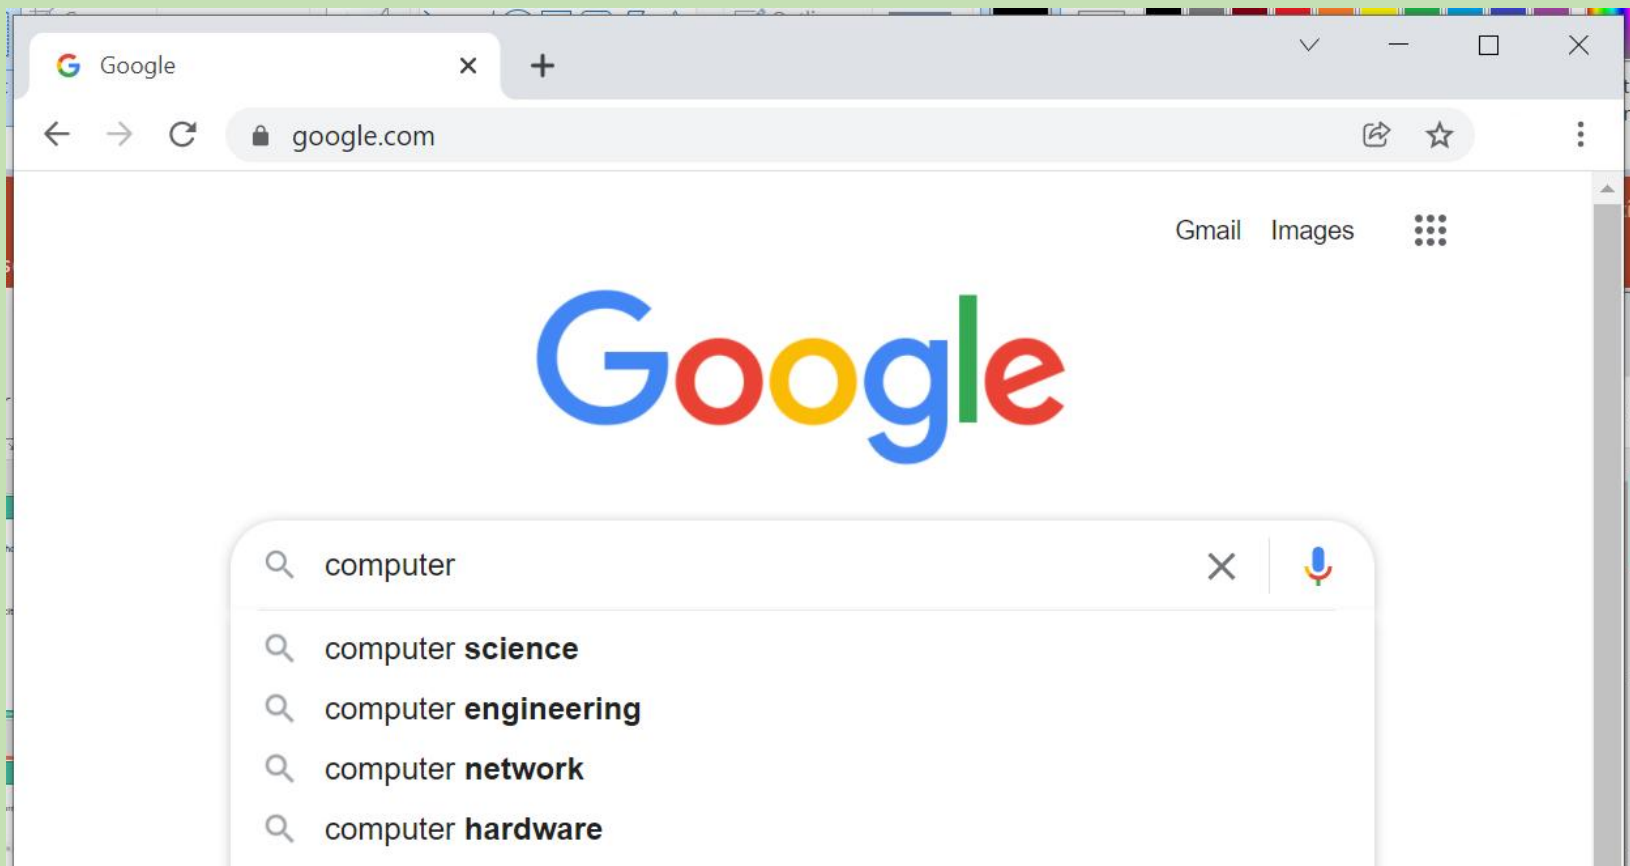 Google
google.com
Gmail Images
Google
computer
computer science
computer engineering
computer network
computer hardware